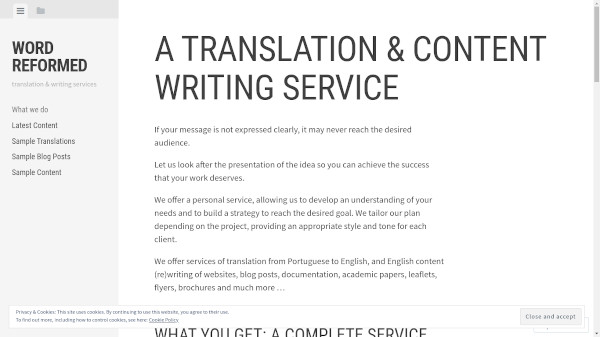 WORD
REFORMED
translation & writing services
What we do
Latest Content
Sample Translations
Sample Blog Posts
Sample Content
A TRANSLATION & CONTENT
WRITING SERVICE
If your message is not expressed clearly, it may never reach the desired
audience.
Let us look after the presentation of the idea so you can achieve the success
that your work deserves.
We offer a personal service, allowing us to develop an understanding of your
needs and to build a strategy to reach the desired goal. We tailor our plan
depending on the project, providing an appropriate style and tone for each
client.
We offer services of translation from Portuguese to English, and English content
(re)writing of websites, blog posts, documentation, academic papers, leaflets,
flyers, brochures and much more …
Privacy & Cookies: This site uses cookies. By continuing to use this website, you agree to their use.
To find out more, including how to control cookies, see here: Cookie Policy
Close and accept
WHAT YOU GET: A COMPLETE SERVICE